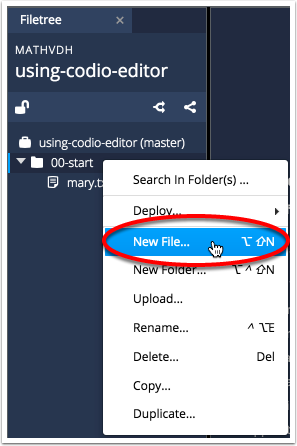 Filetree ×
MATHVDH
using-codio-editor
using-codio-editor (master)
00-start
mary.t
Search In Folder(s) ...
Deploy...
New File... ⌥ ⇧N
New Folder... ⌥ ^ ⇧N
Upload...
Rename... ^ ⌥E
Delete... Del
Copy...
Duplicate...